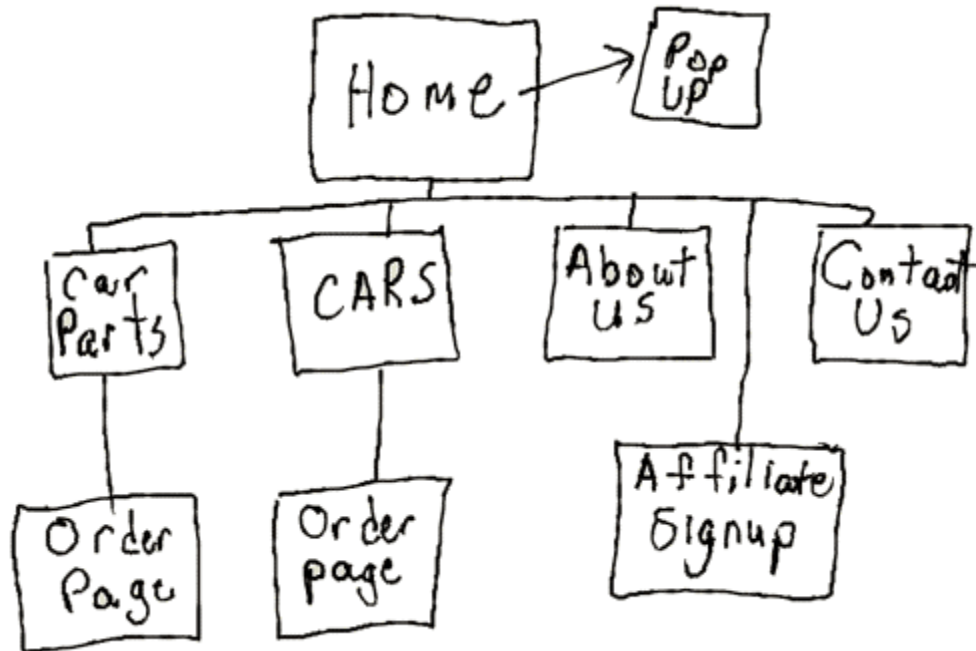 Home
Pop
UP
Car
Parts
CARS
About
us
Contact
Us
Order
Page
Order
page
Affiliate
Signup